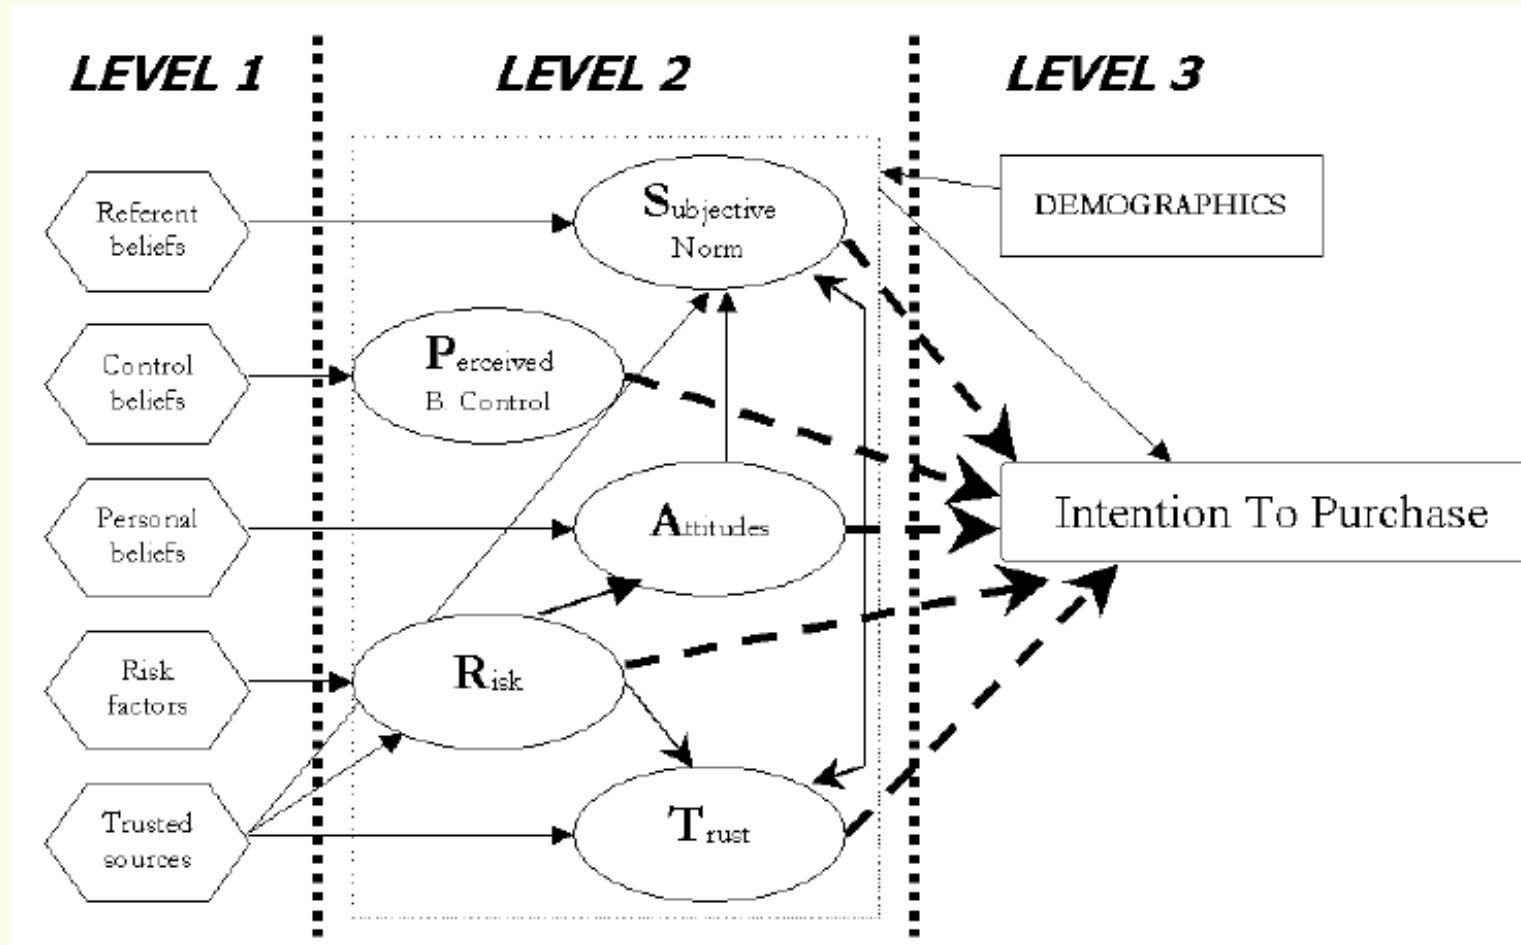 LEVEL 1
LEVEL 2
LEVEL 3
Referent
beliefs
Subjective
Norm
DEMOGRAPHICS
Control
beliefs
Perceived
B. Control
Personal
beliefs
Attitudes
Intention To Purchase
Risk
factors
Risk
Trusted
sources
Trust